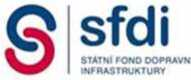 sfdi
STÁTNÍ FOND DOPRAVNÍ
INFRASTRUKTURY